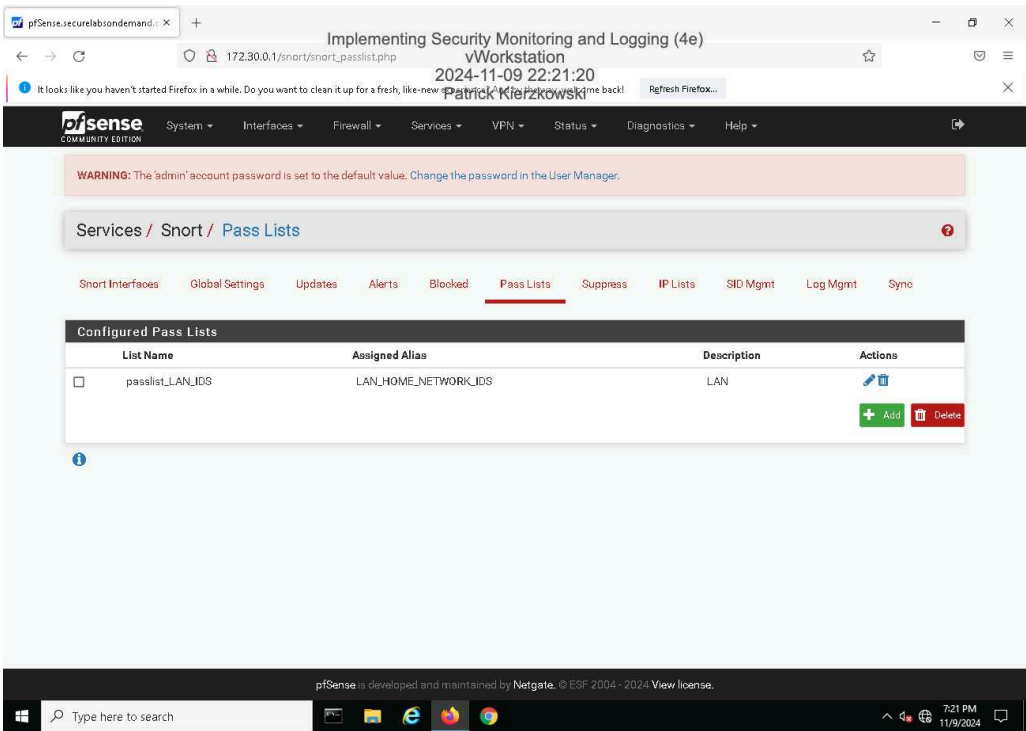 pfSense.securelabsondemand.c
Implementing Security Monitoring and Logging (4e)
172.30.0.1/snort/snort_passlist.php
vWorkstation
2024-11-09 22:21:20
It looks like you haven't started Firefox in a while. Do you want to clean it up for a fresh, like-new experience? And by the way, welcome back!
Refresh Firefox...
Patrick Kierzkowski
pfsense
COMMUNITY EDITION
System Interfaces Firewall Services VPN Status Diagnostics Help
WARNING: The 'admin' account password is set to the default value. Change the password in the User Manager.
Services / Snort / Pass Lists
Snort Interfaces Global Settings Updates Alerts Blocked Pass Lists Suppress IP Lists SID Mgmt Log Mgmt Sync
Configured Pass Lists
List Name Assigned Alias Description Actions
passlist_LAN_IDS LAN_HOME_NETWORK_IDS LAN
Add Delete
pfSense is developed and maintained by Netgate. © ESF 2004 - 2024 View license.
Type here to search
7:21 PM
11/9/2024